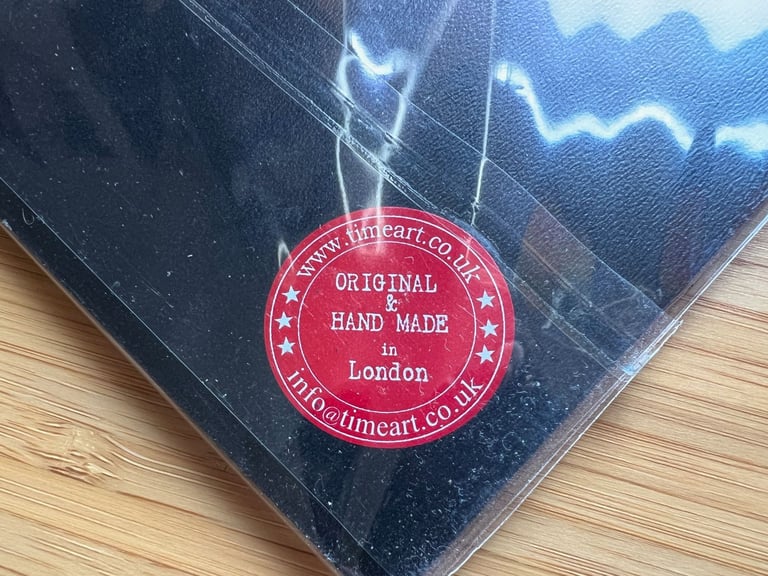 www.timeart.co.uk
ORIGINAL
&
HAND MADE
in
London
info@timeart.co.uk